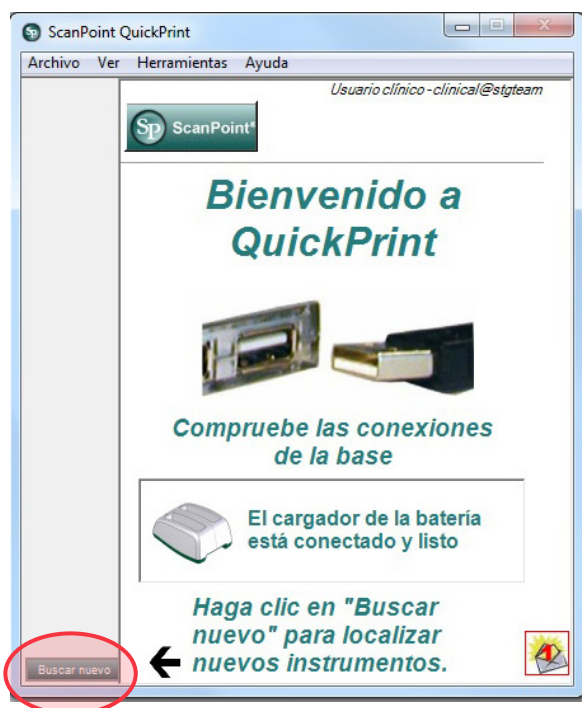 ScanPoint QuickPrint
Archivo Ver Herramientas Ayuda
Usuario clínico - clinical@stgteam
Sp ScanPoint®
Bienvenido a
QuickPrint
Compruebe las conexiones
de la base
El cargador de la batería
está conectado y listo
Haga clic en "Buscar
nuevo" para localizar
nuevos instrumentos.
Buscar nuevo